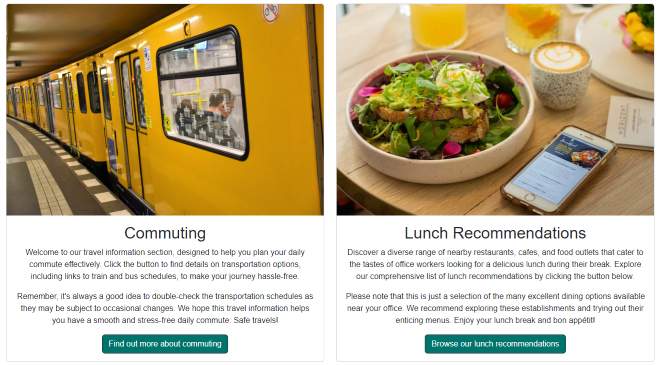 Commuting
Welcome to our travel information section, designed to help you plan your daily
commute effectively. Click the button to find details on transportation options,
including links to train and bus schedules, to make your journey hassle-free.
Remember, it's always a good idea to double-check the transportation schedules as
they may be subject to occasional changes. We hope this travel information helps
you have a smooth and stress-free daily commute. Safe travels!
Find out more about commuting
Lunch Recommendations
Discover a diverse range of nearby restaurants, cafes, and food outlets that cater to
the tastes of office workers looking for a delicious lunch during their break. Explore
our comprehensive list of lunch recommendations by clicking the button below.
Please note that this is just a selection of the many excellent dining options available
near your office. We recommend exploring these establishments and trying out their
enticing menus. Enjoy your lunch break and bon appétit!
Browse our lunch recommendations